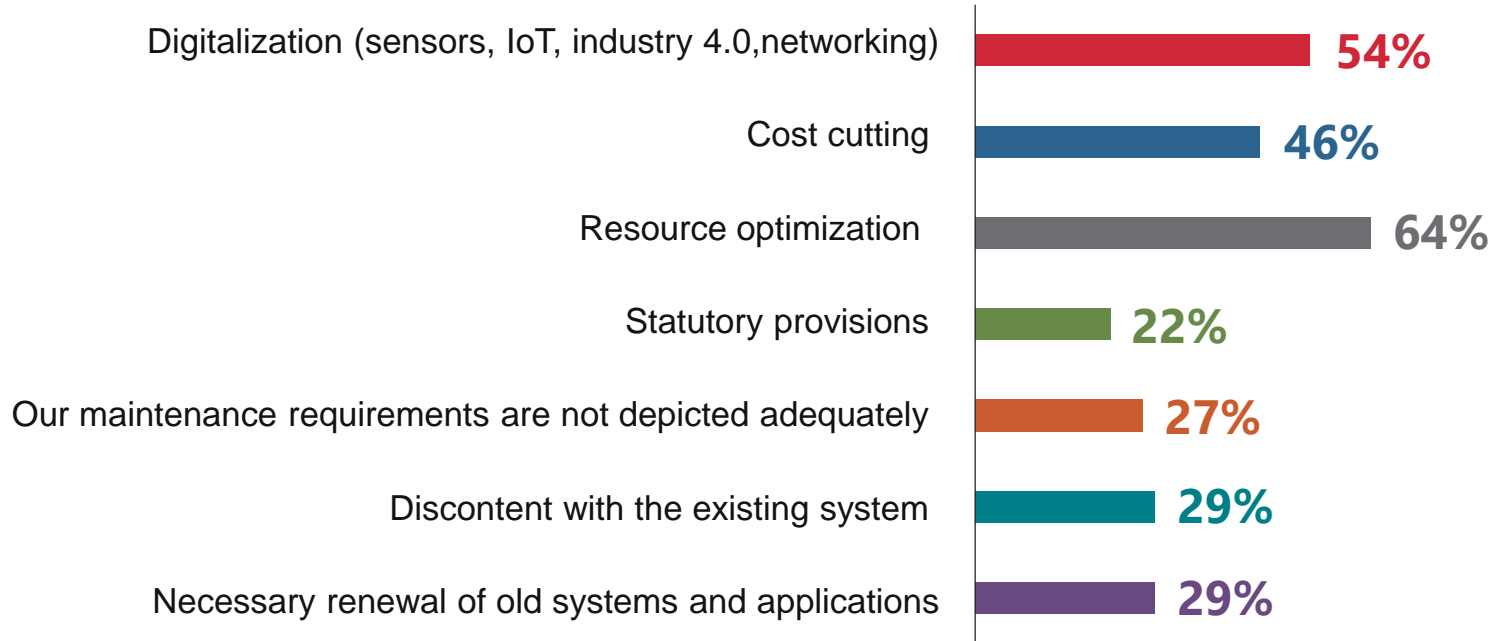 Digitalization (sensors, IoT, industry 4.0,networking) 54%
Cost cutting 46%
Resource optimization 64%
Statutory provisions 22%
Our maintenance requirements are not depicted adequately 27%
Discontent with the existing system 29%
Necessary renewal of old systems and applications 29%